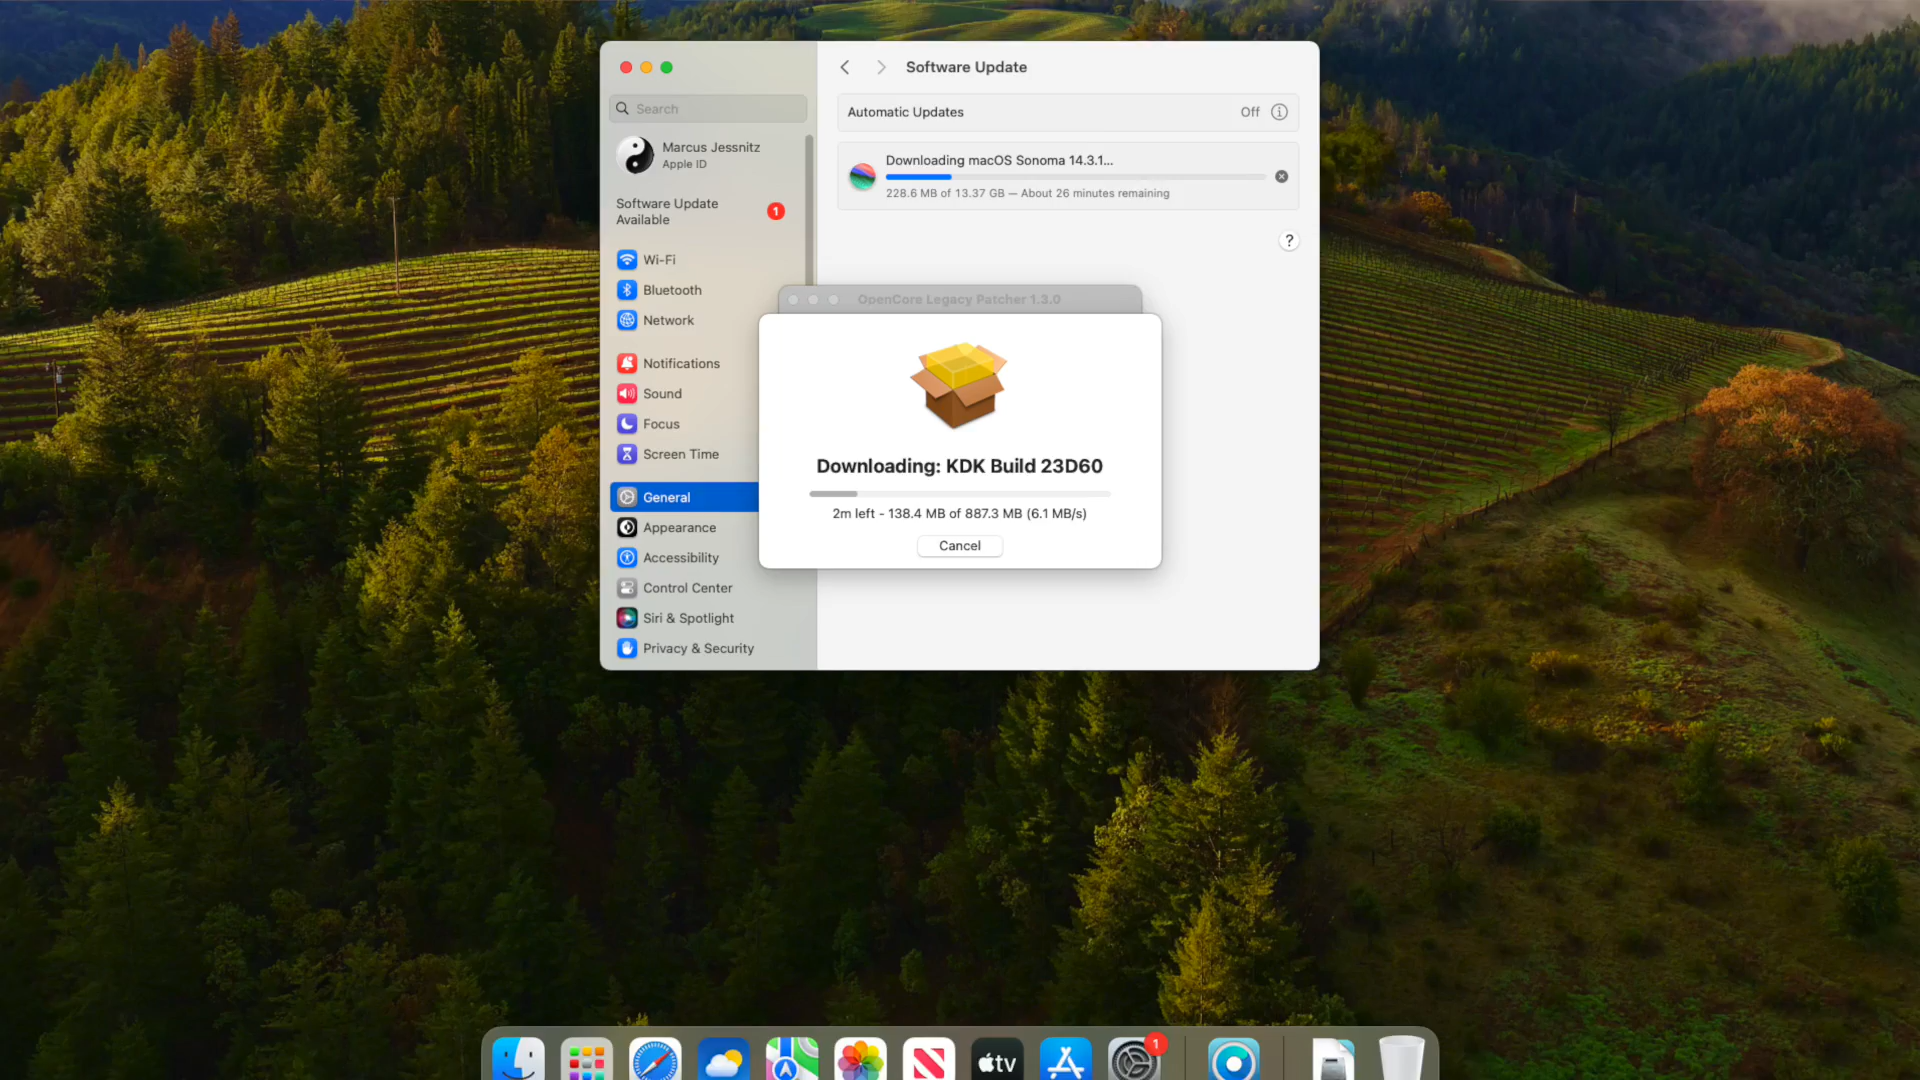 Software Update
Search
Automatic Updates
Off
Marcus Jessnitz
Apple ID
Downloading macOS Sonoma 14.3.1...
228.6 MB of 13.37 GB — About 26 minutes remaining
Software Update
Available
1
?
Wi-Fi
Bluetooth
Network
Notifications
Sound
Focus
Screen Time
General
Appearance
Accessibility
Control Center
Siri & Spotlight
Privacy & Security
OpenCore Legacy Patcher 1.3.0
Downloading: KDK Build 23D60
2m left - 138.4 MB of 887.3 MB (6.1 MB/s)
Cancel
tv
1